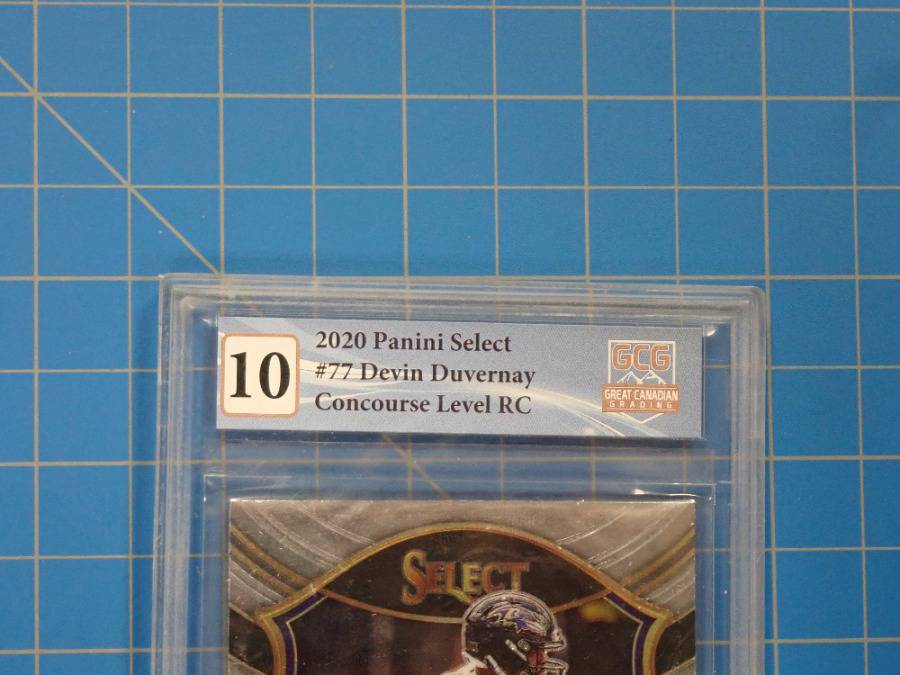 10
2020 Panini Select
#77 Devin Duvernay
Concourse Level RC
GCG
GREAT CANADIAN
GRADING
SELECT